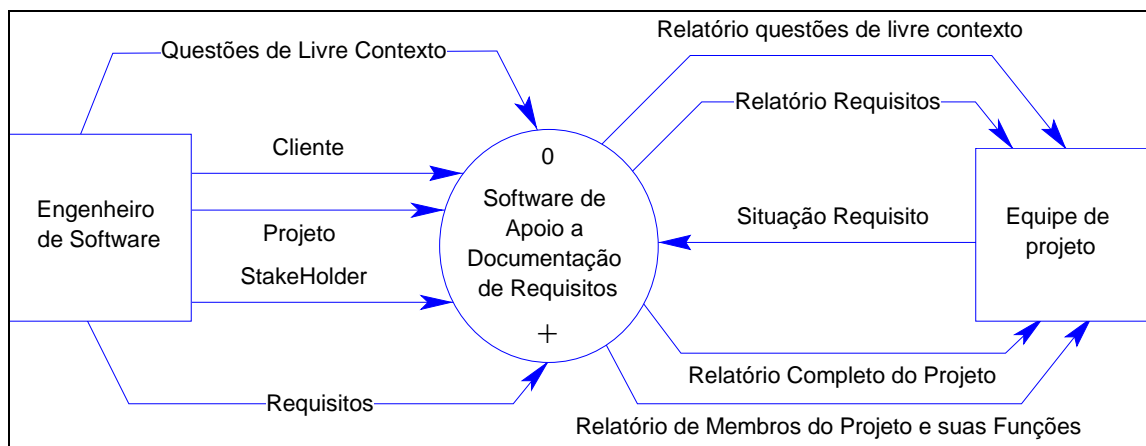 Relatório questões de livre contexto
Questões de Livre Contexto
Relatório Requisitos
Cliente
0
Engenheiro
de Software
Projeto
StakeHolder
Software de
Apoio a
Documentação
de Requisitos
+
Situação Requisito
Equipe de
projeto
Relatório Completo do Projeto
Requisitos
Relatório de Membros do Projeto e suas Funções